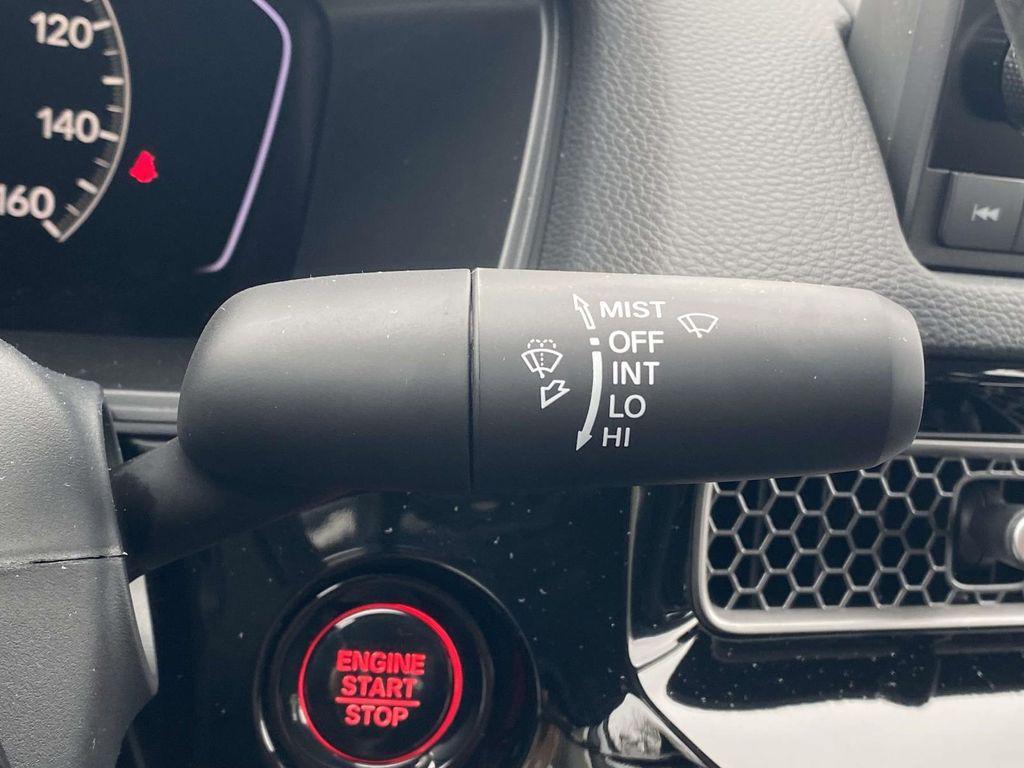 120
140
160
MIST
OFF
INT
LO
HI
ENGINE
START
STOP